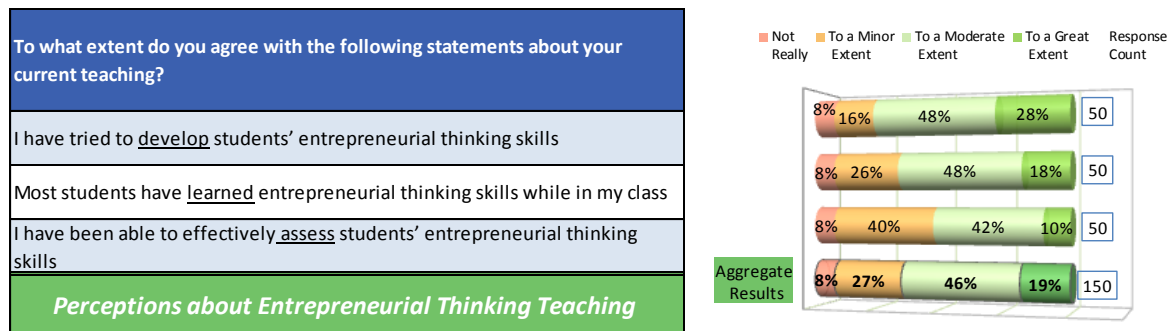 To what extent do you agree with the following statements about your
current teaching?
I have tried to develop students’ entrepreneurial thinking skills
Most students have learned entrepreneurial thinking skills while in my class
I have been able to effectively assess students’ entrepreneurial thinking
skills
Perceptions about Entrepreneurial Thinking Teaching
Not Really
To a Minor Extent
To a Moderate Extent
To a Great Extent
Response Count
8% 16% 48% 28% 50
8% 26% 48% 18% 50
8% 40% 42% 10% 50
Aggregate Results
8% 27% 46% 19% 150